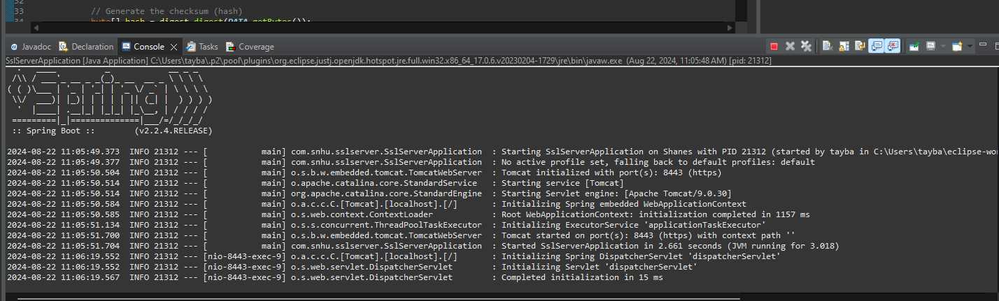 32
33 // Generate the checksum (hash)
34 byte[] hash = digest.digest(DATA.getBytes());
@ Javadoc Declaration Console Tasks Coverage
SslServerApplication [Java Application] C:\Users\tayba\.p2\pool\plugins\org.eclipse.justj.openjdk.hotspot.jre.full.win32.x86_64_17.0.6.v20230204-1729\jre\bin\javaw.exe (Aug 22, 2024, 11:05:48 AM) [pid: 21312]
  .   ____          _            __ _ _
 /\\ / ___'_ __ _ _(_)_ __  __ _ \ \ \ \
( ( )\___ | '_ | '_| | '_ \/ _` | \ \ \ \
 \\/  ___)| |_)| | | | | || (_| |  ) ) ) )
  '  |____| .__|_| |_|_| |_\__, | / / / /
 =========|_|==============|___/=/_/_/_/
 :: Spring Boot ::        (v2.2.4.RELEASE)
2024-08-22 11:05:49.373  INFO 21312 --- [           main] com.snhu.sslserver.SslServerApplication  : Starting SslServerApplication on Shanes with PID 21312 (started by tayba in C:\Users\tayba\eclipse-wo
2024-08-22 11:05:49.377  INFO 21312 --- [           main] com.snhu.sslserver.SslServerApplication  : No active profile set, falling back to default profiles: default
2024-08-22 11:05:50.504  INFO 21312 --- [           main] o.s.b.w.embedded.tomcat.TomcatWebServer  : Tomcat initialized with port(s): 8443 (https)
2024-08-22 11:05:50.514  INFO 21312 --- [           main] o.apache.catalina.core.StandardService   : Starting service [Tomcat]
2024-08-22 11:05:50.514  INFO 21312 --- [           main] org.apache.catalina.core.StandardEngine  : Starting Servlet engine: [Apache Tomcat/9.0.30]
2024-08-22 11:05:50.584  INFO 21312 --- [           main] o.a.c.c.C.[Tomcat].[localhost].[/]       : Initializing Spring embedded WebApplicationContext
2024-08-22 11:05:50.585  INFO 21312 --- [           main] o.s.web.context.ContextLoader            : Root WebApplicationContext: initialization completed in 1157 ms
2024-08-22 11:05:51.134  INFO 21312 --- [           main] o.s.s.concurrent.ThreadPoolTaskExecutor  : Initializing ExecutorService 'applicationTaskExecutor'
2024-08-22 11:05:51.700  INFO 21312 --- [           main] o.s.b.w.embedded.tomcat.TomcatWebServer  : Tomcat started on port(s): 8443 (https) with context path ''
2024-08-22 11:05:51.704  INFO 21312 --- [           main] com.snhu.sslserver.SslServerApplication  : Started SslServerApplication in 2.661 seconds (JVM running for 3.018)
2024-08-22 11:06:19.552  INFO 21312 --- [nio-8443-exec-9] o.a.c.c.C.[Tomcat].[localhost].[/]       : Initializing Spring DispatcherServlet 'dispatcherServlet'
2024-08-22 11:06:19.552  INFO 21312 --- [nio-8443-exec-9] o.s.web.servlet.DispatcherServlet        : Initializing Servlet 'dispatcherServlet'
2024-08-22 11:06:19.567  INFO 21312 --- [nio-8443-exec-9] o.s.web.servlet.DispatcherServlet        : Completed initialization in 15 ms